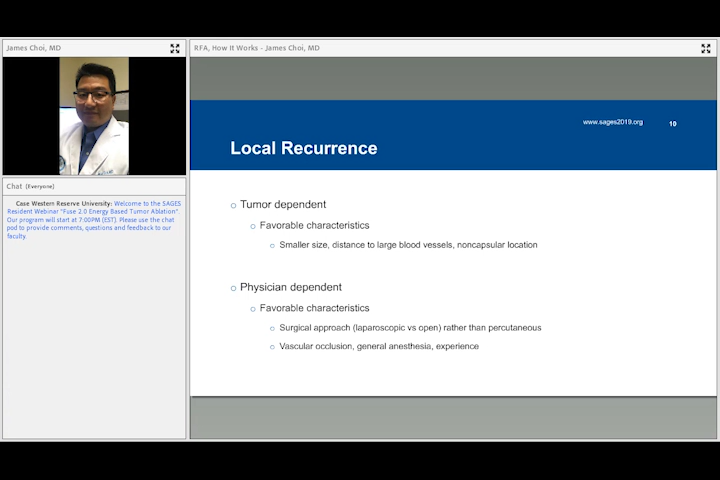 James Choi, MD
RFA, How It Works - James Choi, MD
Chat (Everyone)
Case Western Reserve University: Welcome to the SAGES
Resident Webinar "Fuse 2.0 Energy Based Tumor Ablation".
Our program will start at 7:00PM (EST). Please use the chat
pod to provide comments, questions and feedback to our
faculty.
www.sages2019.org
10
Local Recurrence
Tumor dependent
Favorable characteristics
Smaller size, distance to large blood vessels, noncapsular location
Physician dependent
Favorable characteristics
Surgical approach (laparoscopic vs open) rather than percutaneous
Vascular occlusion, general anesthesia, experience